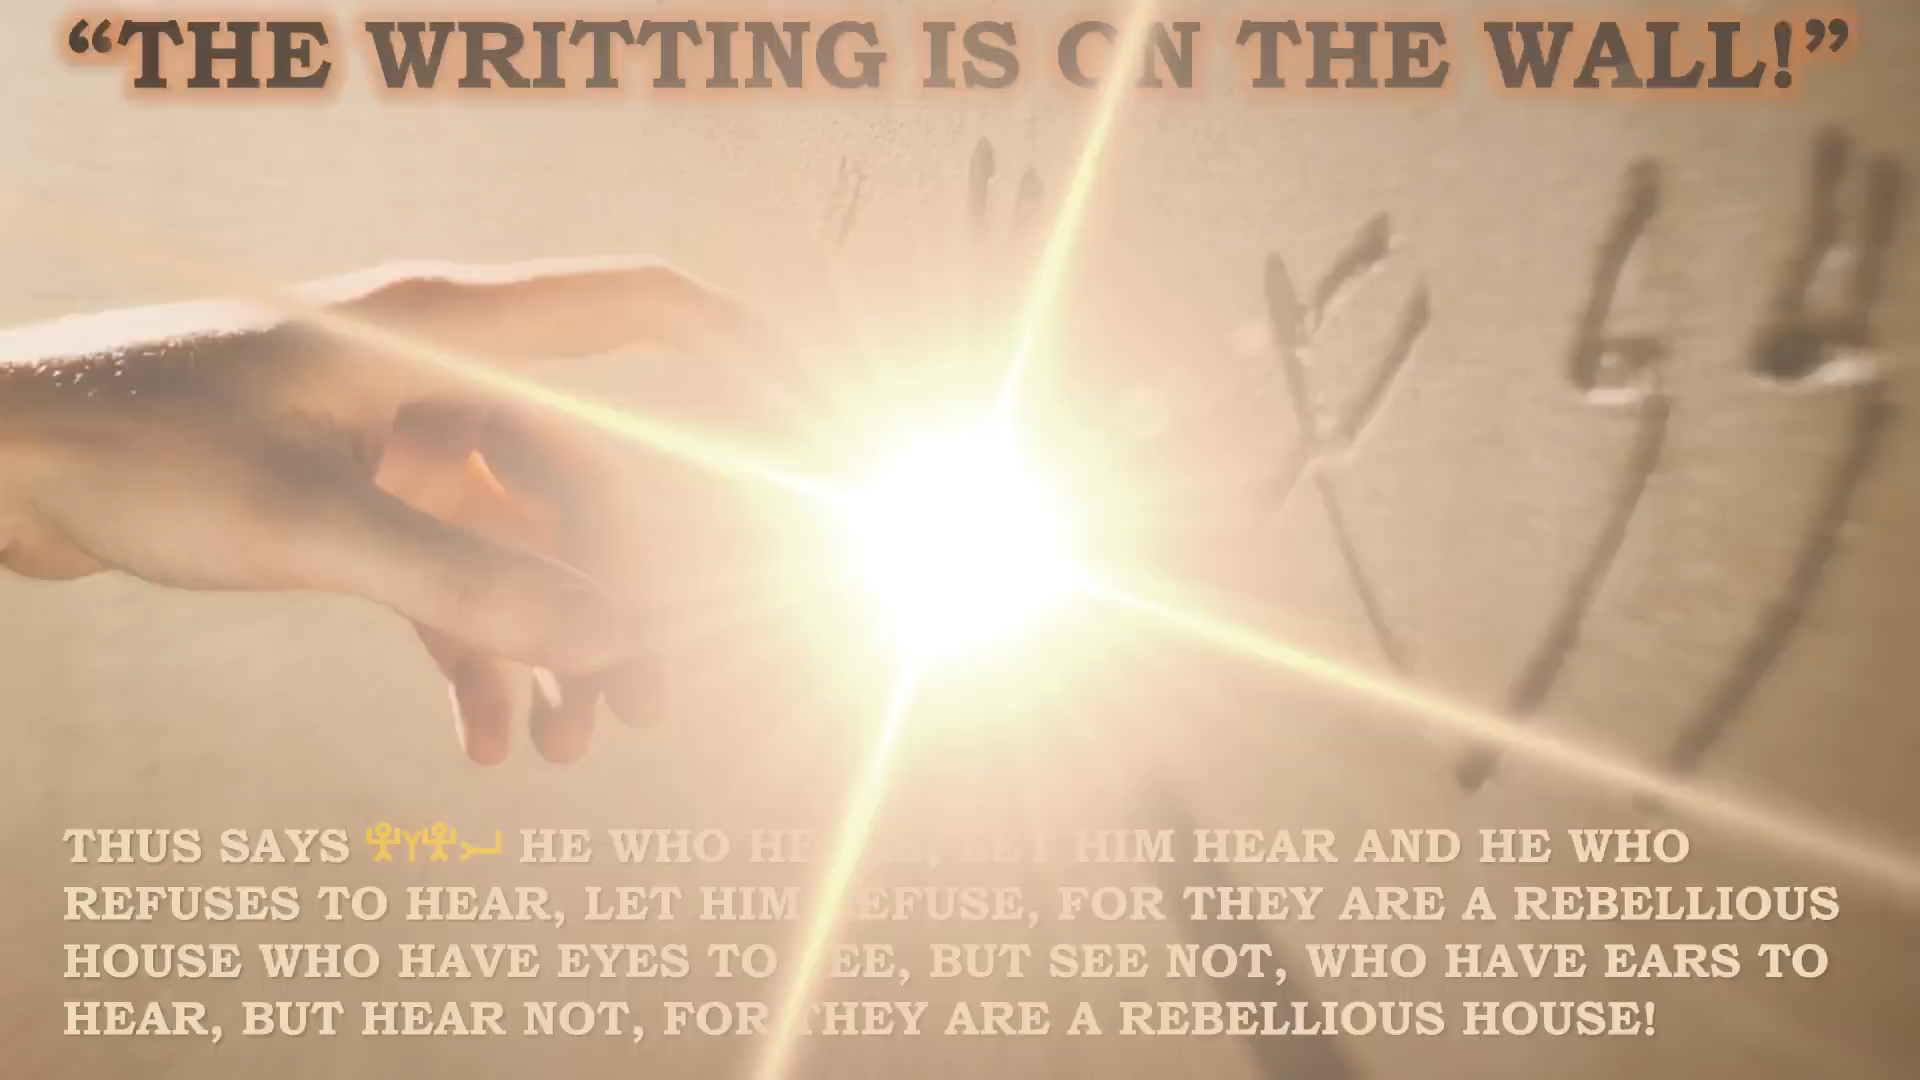 “THE WRITTING IS ON THE WALL!”
THUS SAYS HE WHO LET HIM HEAR AND HE WHO
REFUSES TO HEAR, LET HIM REFUSE, FOR THEY ARE A REBELLIOUS
HOUSE WHO HAVE EYES TO SEE, BUT SEE NOT, WHO HAVE EARS TO
HEAR, BUT HEAR NOT, FOR THEY ARE A REBELLIOUS HOUSE!